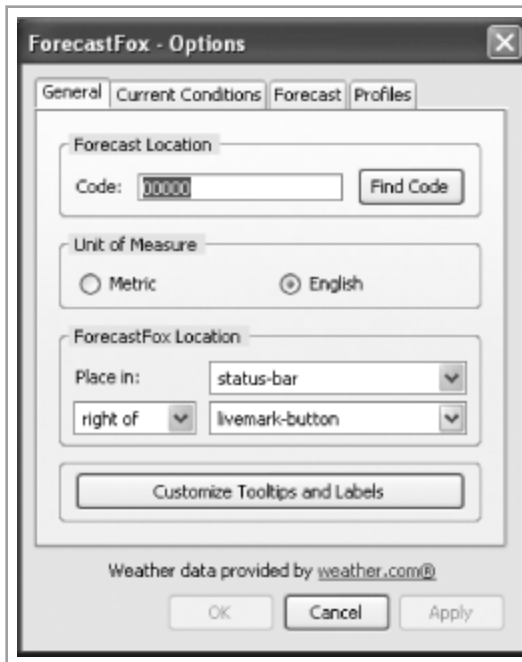 ForecastFox - Options
General Current Conditions Forecast Profiles
Forecast Location
Code: 00000 Find Code
Unit of Measure
Metric English
ForecastFox Location
Place in: status-bar
right of livemark-button
Customize Tooltips and Labels
Weather data provided by weather.com®
OK Cancel Apply